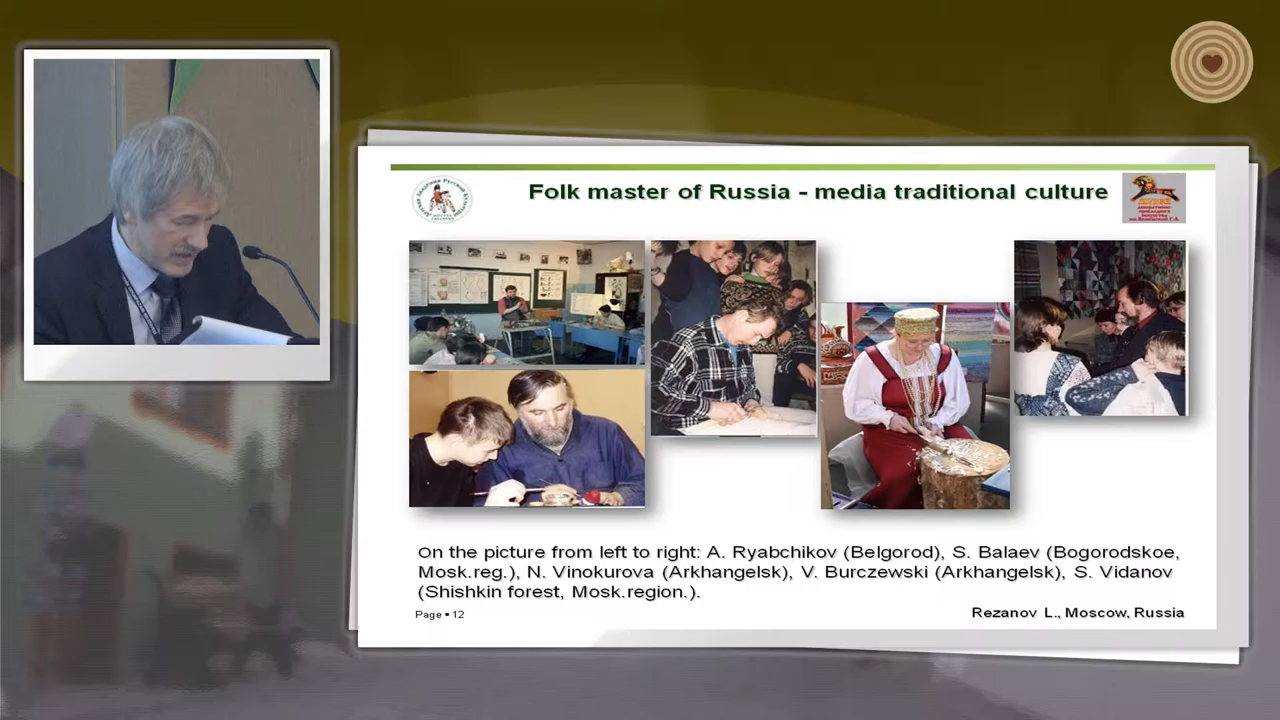 Folk master of Russia - media traditional culture
On the picture from left to right: A. Ryabchikov (Belgorod), S. Balaev (Bogorodskoe,
Mosk.reg.), N. Vinokurova (Arkhangelsk), V. Burczewski (Arkhangelsk), S. Vidanov
(Shishkin forest, Mosk.region.).
Page ▪ 12
Rezanov L., Moscow, Russia